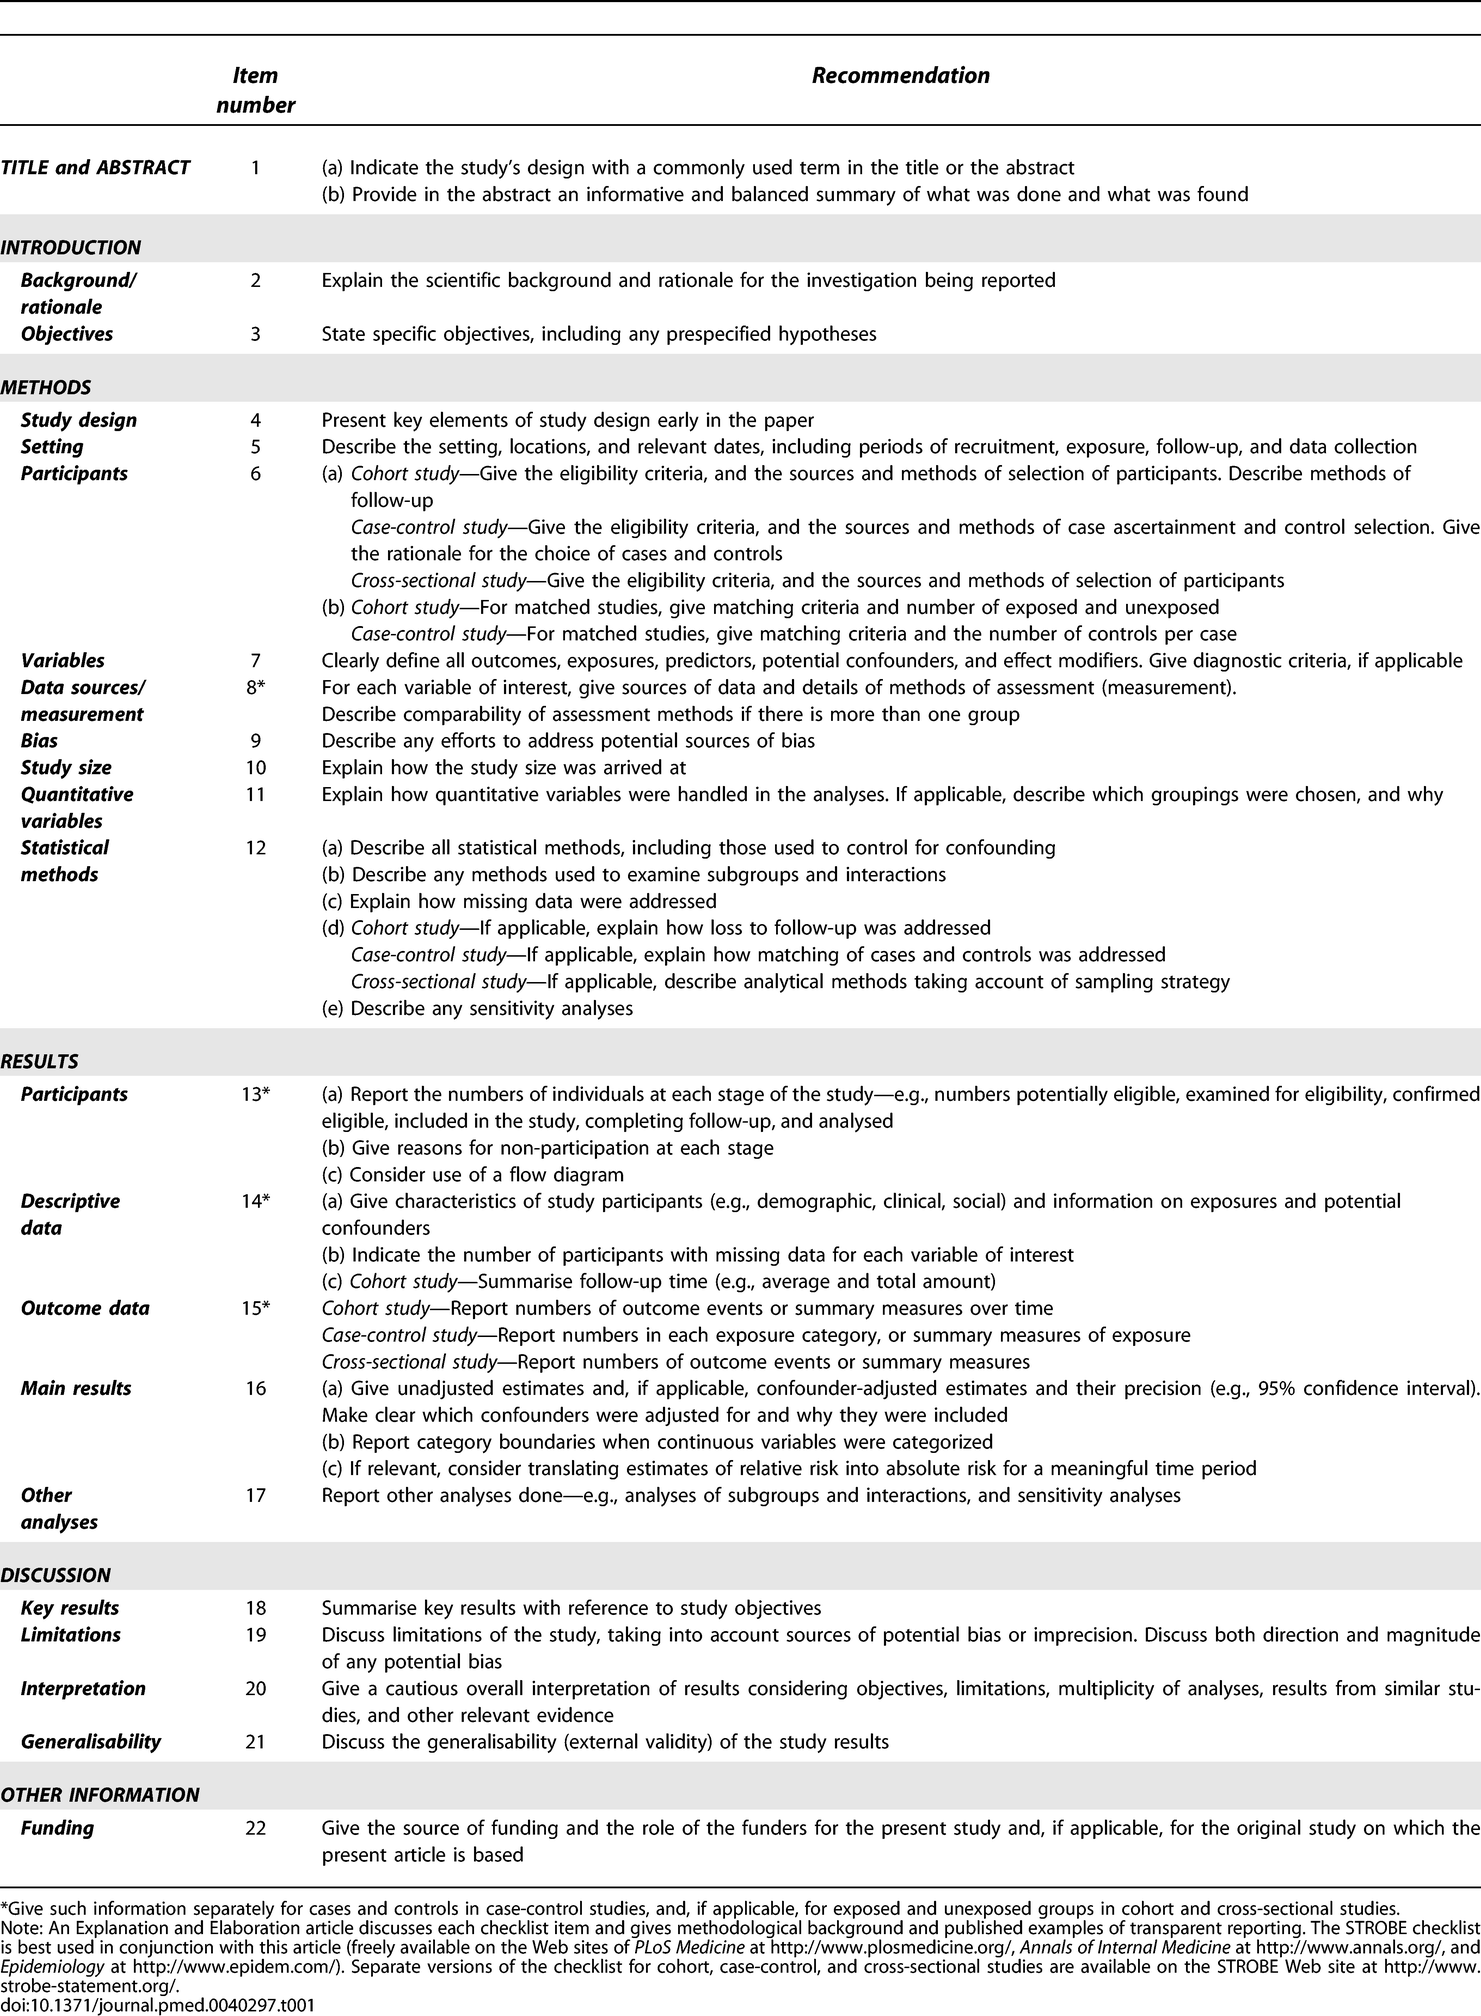 Item number Recommendation
TITLE and ABSTRACT 1 (a) Indicate the study’s design with a commonly used term in the title or the abstract
(b) Provide in the abstract an informative and balanced summary of what was done and what was found
INTRODUCTION
Background/ 2 Explain the scientific background and rationale for the investigation being reported
rationale
Objectives 3 State specific objectives, including any prespecified hypotheses
METHODS
Study design 4 Present key elements of study design early in the paper
Setting 5 Describe the setting, locations, and relevant dates, including periods of recruitment, exposure, follow-up, and data collection
Participants 6 (a) Cohort study—Give the eligibility criteria, and the sources and methods of selection of participants. Describe methods of
follow-up
Case-control study—Give the eligibility criteria, and the sources and methods of case ascertainment and control selection. Give
the rationale for the choice of cases and controls
Cross-sectional study—Give the eligibility criteria, and the sources and methods of selection of participants
(b) Cohort study—For matched studies, give matching criteria and number of exposed and unexposed
Case-control study—For matched studies, give matching criteria and the number of controls per case
Variables 7 Clearly define all outcomes, exposures, predictors, potential confounders, and effect modifiers. Give diagnostic criteria, if applicable
Data sources/ 8* For each variable of interest, give sources of data and details of methods of assessment (measurement).
measurement Describe comparability of assessment methods if there is more than one group
Bias 9 Describe any efforts to address potential sources of bias
Study size 10 Explain how the study size was arrived at
Quantitative 11 Explain how quantitative variables were handled in the analyses. If applicable, describe which groupings were chosen, and why
variables
Statistical 12 (a) Describe all statistical methods, including those used to control for confounding
methods (b) Describe any methods used to examine subgroups and interactions
(c) Explain how missing data were addressed
(d) Cohort study—If applicable, explain how loss to follow-up was addressed
Case-control study—If applicable, explain how matching of cases and controls was addressed
Cross-sectional study—If applicable, describe analytical methods taking account of sampling strategy
(e) Describe any sensitivity analyses
RESULTS
Participants 13* (a) Report the numbers of individuals at each stage of the study—e.g., numbers potentially eligible, examined for eligibility, confirmed
eligible, included in the study, completing follow-up, and analysed
(b) Give reasons for non-participation at each stage
(c) Consider use of a flow diagram
Descriptive 14* (a) Give characteristics of study participants (e.g., demographic, clinical, social) and information on exposures and potential
data confounders
(b) Indicate the number of participants with missing data for each variable of interest
(c) Cohort study—Summarise follow-up time (e.g., average and total amount)
Outcome data 15* Cohort study—Report numbers of outcome events or summary measures over time
Case-control study—Report numbers in each exposure category, or summary measures of exposure
Cross-sectional study—Report numbers of outcome events or summary measures
Main results 16 (a) Give unadjusted estimates and, if applicable, confounder-adjusted estimates and their precision (e.g., 95% confidence interval).
Make clear which confounders were adjusted for and why they were included
(b) Report category boundaries when continuous variables were categorized
(c) If relevant, consider translating estimates of relative risk into absolute risk for a meaningful time period
Other 17 Report other analyses done—e.g., analyses of subgroups and interactions, and sensitivity analyses
analyses
DISCUSSION
Key results 18 Summarise key results with reference to study objectives
Limitations 19 Discuss limitations of the study, taking into account sources of potential bias or imprecision. Discuss both direction and magnitude
of any potential bias
Interpretation 20 Give a cautious overall interpretation of results considering objectives, limitations, multiplicity of analyses, results from similar stu-
dies, and other relevant evidence
Generalisability 21 Discuss the generalisability (external validity) of the study results
OTHER INFORMATION
Funding 22 Give the source of funding and the role of the funders for the present study and, if applicable, for the original study on which the
present article is based
*Give such information separately for cases and controls in case-control studies, and, if applicable, for exposed and unexposed groups in cohort and cross-sectional studies.
Note: An Explanation and Elaboration article discusses each checklist item and gives methodological background and published examples of transparent reporting. The STROBE checklist
is best used in conjunction with this article (freely available on the Web sites of PLoS Medicine at http://www.plosmedicine.org/, Annals of Internal Medicine at http://www.annals.org/, and
Epidemiology at http://www.epidem.com/). Separate versions of the checklist for cohort, case-control, and cross-sectional studies are available on the STROBE Web site at http://www.
strobe-statement.org/.
doi:10.1371/journal.pmed.0040297.t001